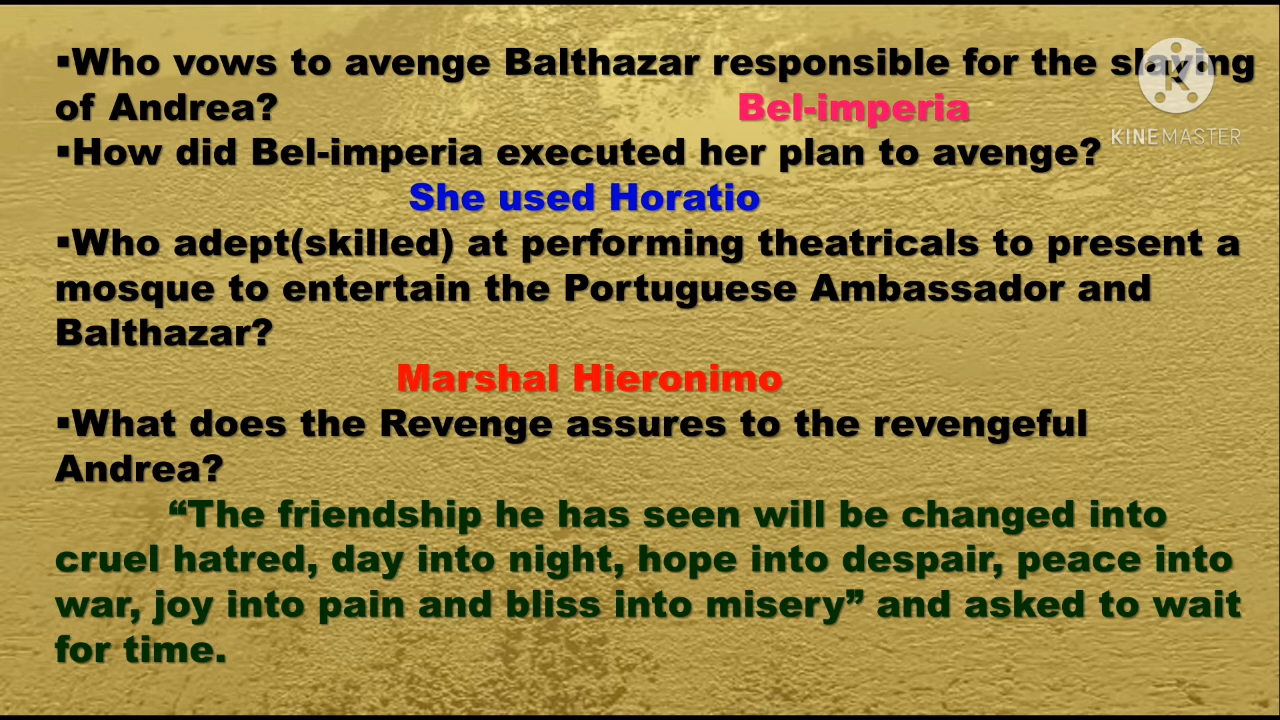 ▪Who vows to avenge Balthazar responsible for the slaying
of Andrea? Bel-imperia
▪How did Bel-imperia executed her plan to avenge?
She used Horatio
▪Who adept(skilled) at performing theatricals to present a
mosque to entertain the Portuguese Ambassador and
Balthazar?
Marshal Hieronimo
▪What does the Revenge assures to the revengeful
Andrea?
“The friendship he has seen will be changed into
cruel hatred, day into night, hope into despair, peace into
war, joy into pain and bliss into misery” and asked to wait
for time.
K
KINEMASTER